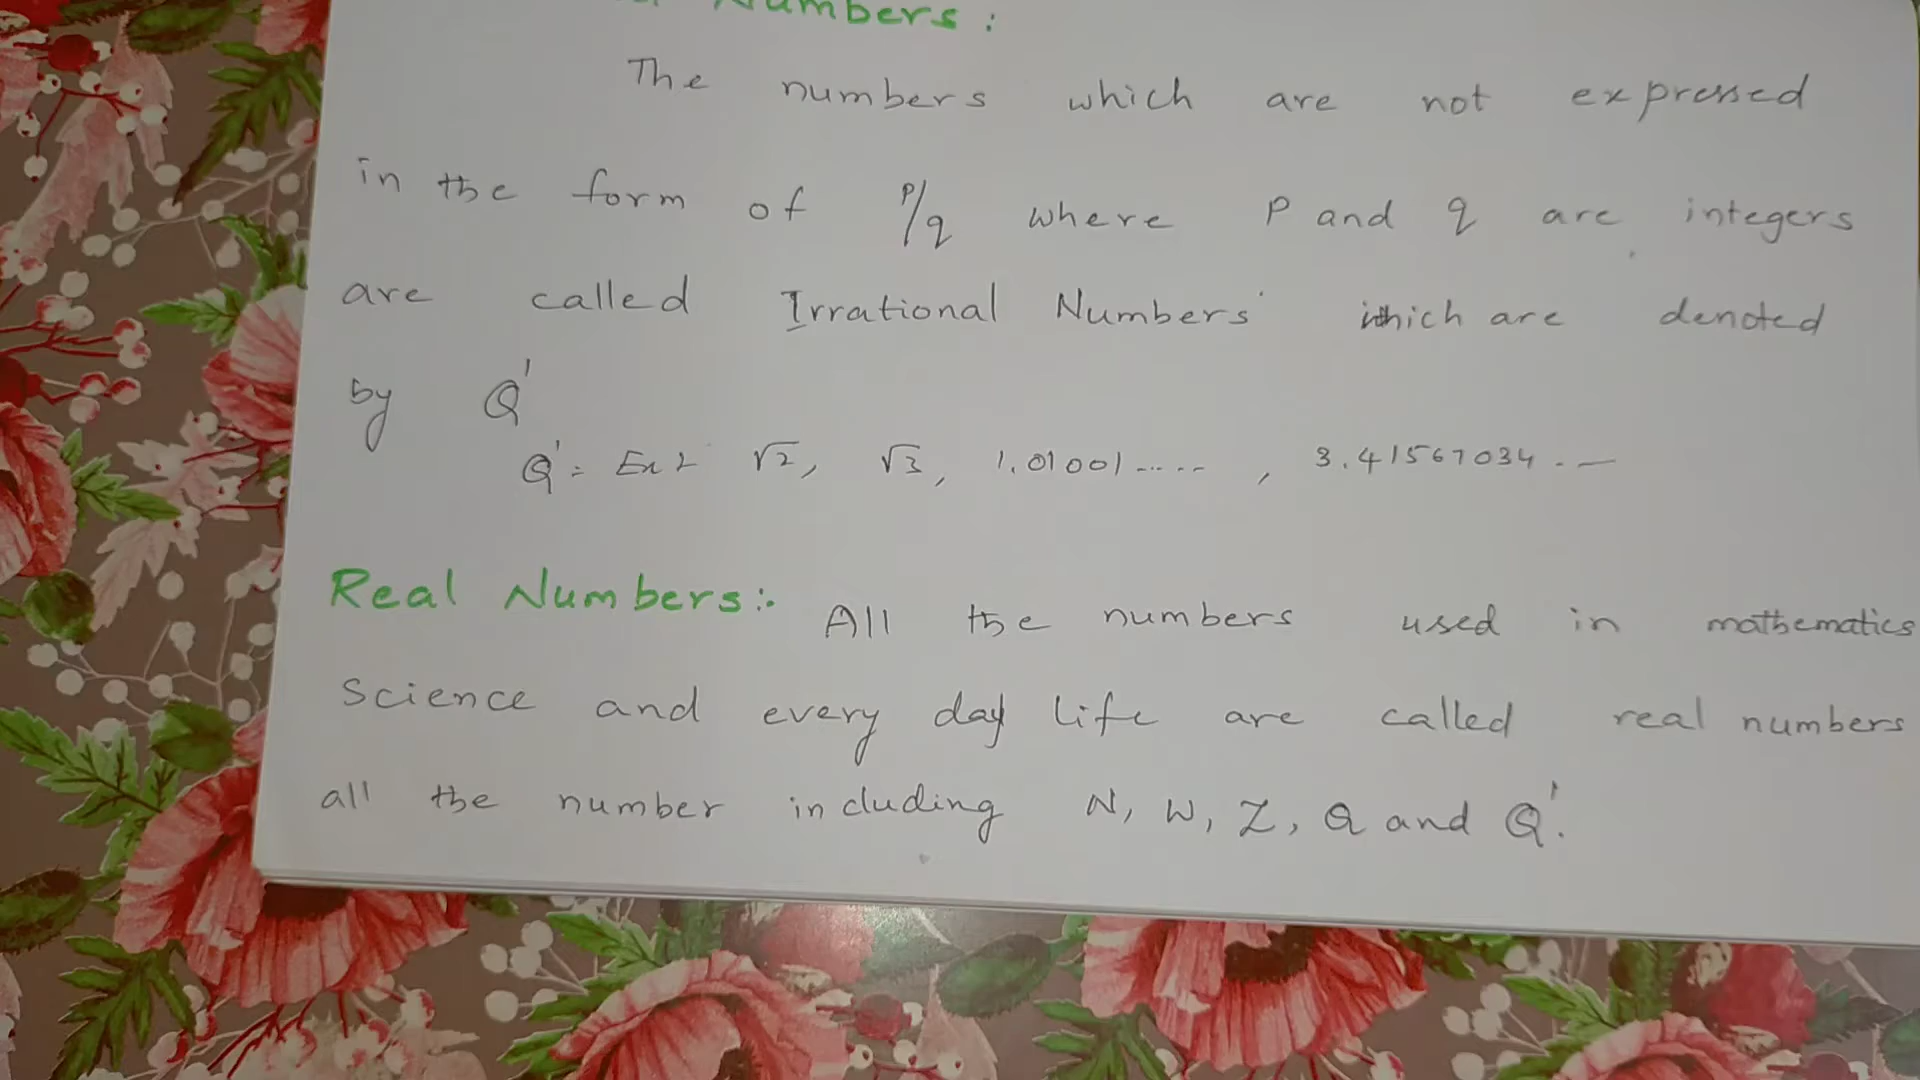 Numbers :
The numbers which are not expressed
in the form of P/q where P and q are integers
are called Irrational Numbers which are denoted
by Q'
Q' = √2, √3, 1.01001....., 3.41567034.-—
Real Numbers:. All the numbers used in mathematics
Science and every day life are called real numbers
all the number including N, W, Z, Q and Q'.